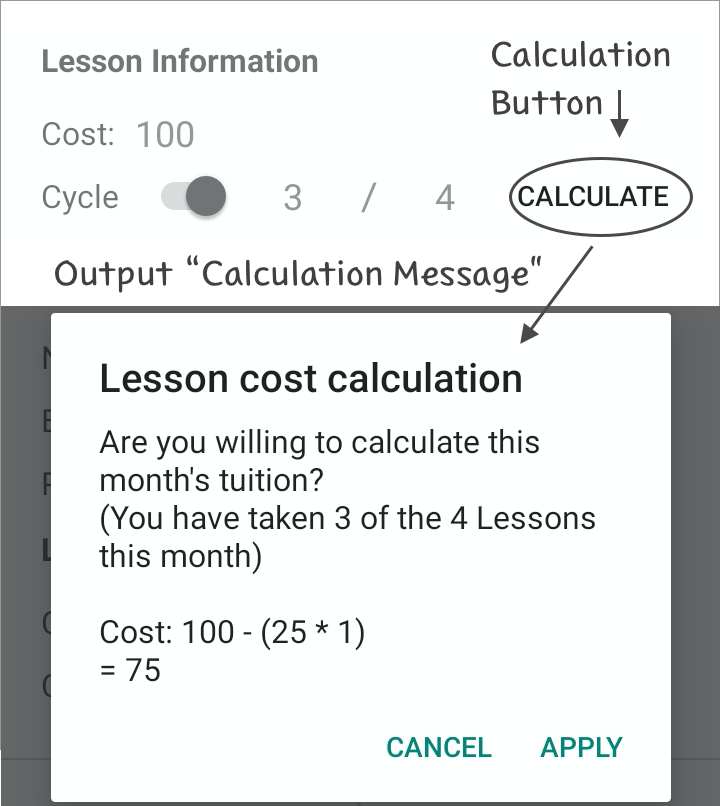 Lesson Information
Calculation
Button
Cost: 100
Cycle 3 / 4 CALCULATE
Output “Calculation Message"
Lesson cost calculation
Are you willing to calculate this
month's tuition?
(You have taken 3 of the 4 Lessons
this month)
Cost: 100 - (25 * 1)
= 75
CANCEL APPLY